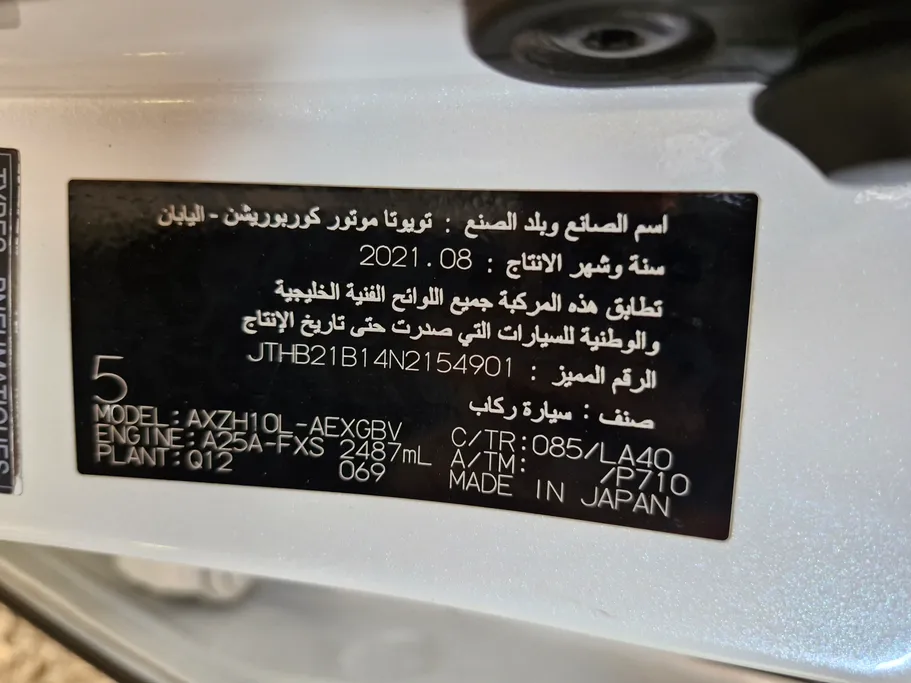 اسم الصانع وبلد الصنع : تويوتا موتور كوربوريشن - اليابان
سنة وشهر الانتاج : 2021.08
تطابق هذه المركبة جميع اللوائح الفنية الخليجية
والوطنية للسيارات التي صدرت حتى تاريخ الإنتاج
الرقم المميز : JTHB21B14N2154901
صنف : سيارة ركاب
5
MODEL:AXZH10L-AEXGBV
ENGINE:A25A-FXS 2487mL
PLANT:Q12 069
C/TR:085/LA40
A/TM: /P710
MADE IN JAPAN
TYRES PNEUMATIQUES